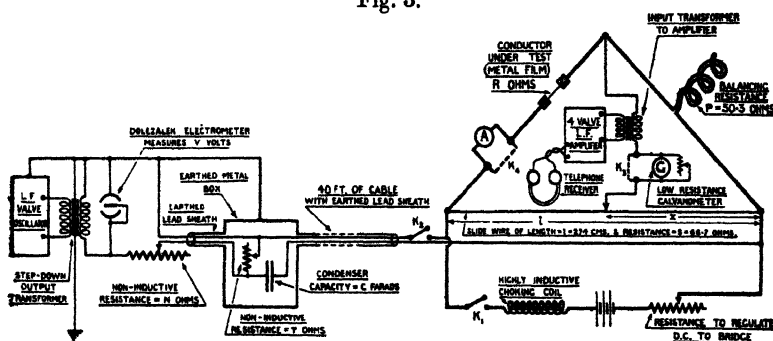 Fig. 3.
INPUT TRANSFORMER
TO AMPLIFIER
CONDUCTOR
UNDER TEST
(METAL FILM)
R OHMS
BALANCING
RESISTANCE
P = 50·3 OHMS
A
K₄
4 VALVE
L.F.
AMPLIFIER
K₃
G
TELEPHONE
RECEIVER
LOW RESISTANCE
GALVANOMETER
DOLEZALEK ELECTROMETER
MEASURES V VOLTS
EARTHED METAL
BOX
40 FT. OF CABLE
WITH EARTHED LEAD SHEATH
K₂
L F
VALVE
OSCILLATOR
EARTHED
LEAD SHEATH
l
x
SLIDE WIRE OF LENGTH = l = 274 CMS. & RESISTANCE = S = 66·7 OHMS.
STEP-DOWN
OUTPUT
TRANSFORMER
NON-INDUCTIVE
RESISTANCE = N OHMS
CONDENSER
CAPACITY = C FARADS
NON-INDUCTIVE
RESISTANCE = T OHMS
HIGHLY INDUCTIVE
CHOKING COIL
K₁
RESISTANCE TO REGULATE
D.C. TO BRIDGE